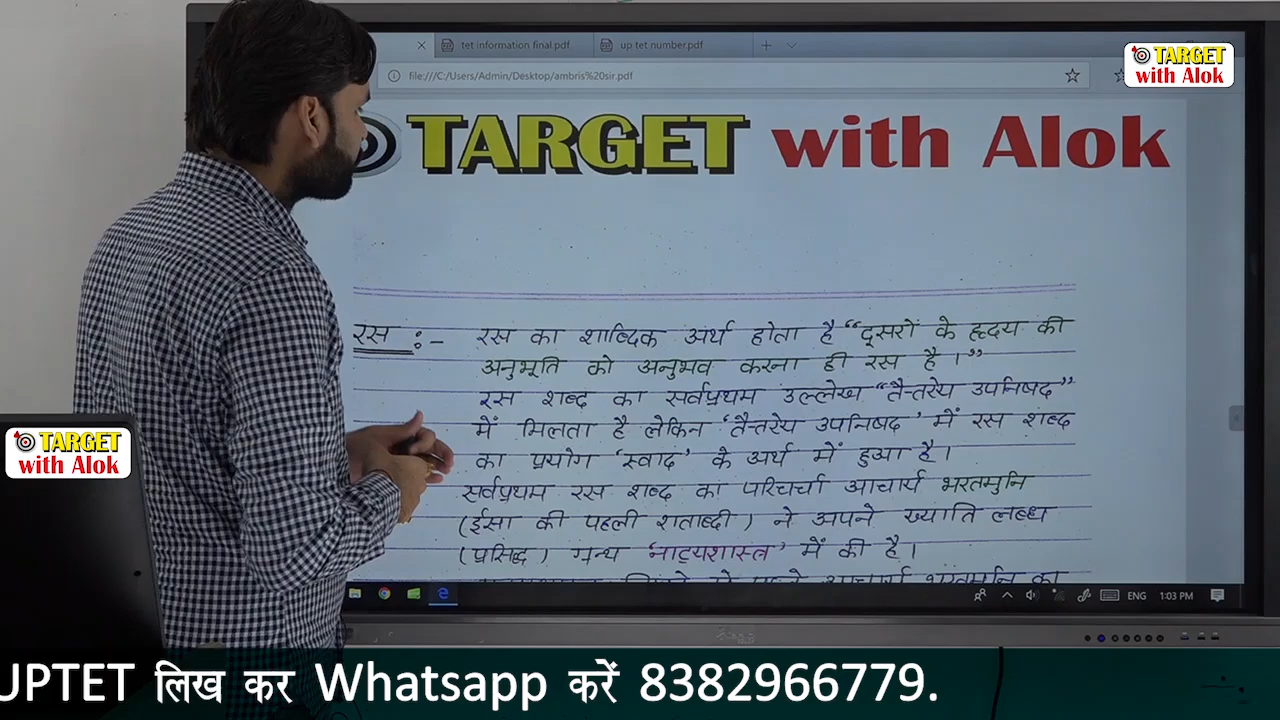 tet information final.pdf
up tet number.pdf
file:///C:/Users/Admin/Desktop/ambris%20sir.pdf
TARGET
with Alok
TARGET with Alok
रस :- रस का शाब्दिक अर्थ होता है “दूसरों के हृदय की
अनुभूति को अनुभव करना ही रस है।”
रस शब्द का सर्वप्रथम उल्लेख “तैत्तरेय उपनिषद”
में मिलता है लेकिन ‘तैत्तरेय उपनिषद’ में रस शब्द
का प्रयोग ‘स्वाद’ के अर्थ में हुआ है।
सर्वप्रथम रस शब्द का परिचर्चा आचार्य भरतमुनि
(ईसा की पहली शताब्दी) ने अपने ख्याति लब्ध
(प्रसिद्ध) ग्रन्थ ‘नाट्यशास्त्र’ में की है।
आचार्य भरतमुनि का
TARGET
with Alok
ENG 1:03 PM
UPTET लिख कर Whatsapp करें 8382966779.